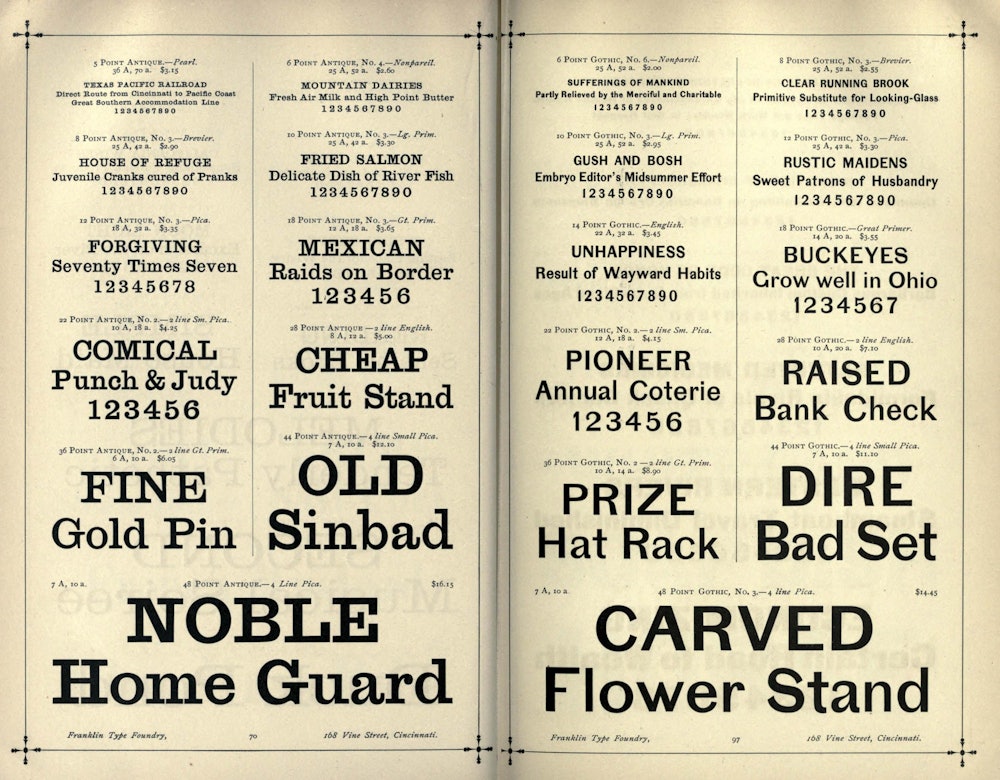 5 Point Antique.—Pearl.
36 A, 70 a. $3.15
TEXAS PACIFIC RAILROAD
Direct Route from Cincinnati to Pacific Coast
Great Southern Accommodation Line
1234567890
8 Point Antique, No. 3.—Brevier.
25 A, 42 a. $2.90
HOUSE OF REFUGE
Juvenile Cranks cured of Pranks
1234567890
12 Point Antique, No. 3.—Pica.
18 A, 32 a. $3.35
FORGIVING
Seventy Times Seven
12345678
22 Point Antique, No. 2.—2 line Sm. Pica.
10 A, 18 a. $4.25
COMICAL
Punch & Judy
123456
36 Point Antique, No. 2.—2 line Gt. Prim.
6 A, 10 a. $6.05
FINE
Gold Pin
6 Point Antique, No. 4.—Nonpareil.
25 A, 52 a. $2.60
MOUNTAIN DAIRIES
Fresh Air Milk and High Point Butter
1234567890
10 Point Antique, No. 3.—Lg. Prim.
25 A, 42 a. $3.30
FRIED SALMON
Delicate Dish of River Fish
1234567890
18 Point Antique, No. 3.—Gt. Prim.
12 A, 18 a. $3.65
MEXICAN
Raids on Border
123456
28 Point Antique—2 line English.
8 A, 12 a. $5.00
CHEAP
Fruit Stand
44 Point Antique.—4 line Small Pica.
7 A, 10 a. $12.10
OLD
Sinbad
7 A, 10 a. 48 Point Antique.—4 Line Pica. $16.15
NOBLE
Home Guard
Franklin Type Foundry, 70 168 Vine Street, Cincinnati.
6 Point Gothic, No. 6.—Nonpareil.
25 A, 52 a. $2.00
SUFFERINGS OF MANKIND
Partly Relieved by the Merciful and Charitable
1234567890
10 Point Gothic, No. 3.—Lg. Prim.
25 A, 52 a. $2.95
GUSH AND BOSH
Embryo Editor's Midsummer Effort
1234567890
14 Point Gothic.—English.
22 A, 32 a. $3.45
UNHAPPINESS
Result of Wayward Habits
1234567890
22 Point Gothic, No. 2.—2 line Sm. Pica.
12 A, 18 a. $4.15
PIONEER
Annual Coterie
123456
36 Point Gothic, No. 2—2 line Gt. Prim.
10 A, 14 a. $8.90
PRIZE
Hat Rack
8 Point Gothic, No. 3.—Brevier.
25 A, 52 a. $2.55
CLEAR RUNNING BROOK
Primitive Substitute for Looking-Glass
1234567890
12 Point Gothic, No. 3.—Pica.
25 A, 42 a. $3.30
RUSTIC MAIDENS
Sweet Patrons of Husbandry
1234567890
18 Point Gothic.—Great Primer.
14 A, 20 a. $3.55
BUCKEYES
Grow well in Ohio
1234567
28 Point Gothic.—2 line English.
10 A, 20 a. $7.10
RAISED
Bank Check
44 Point Gothic.—4 line Small Pica.
7 A, 10 a. $11.10
DIRE
Bad Set
7 A, 10 a 48 Point Gothic, No. 3.—4 line Pica. $14.45
CARVED
Flower Stand
Franklin Type Foundry, 97 168 Vine Street, Cincinnati.